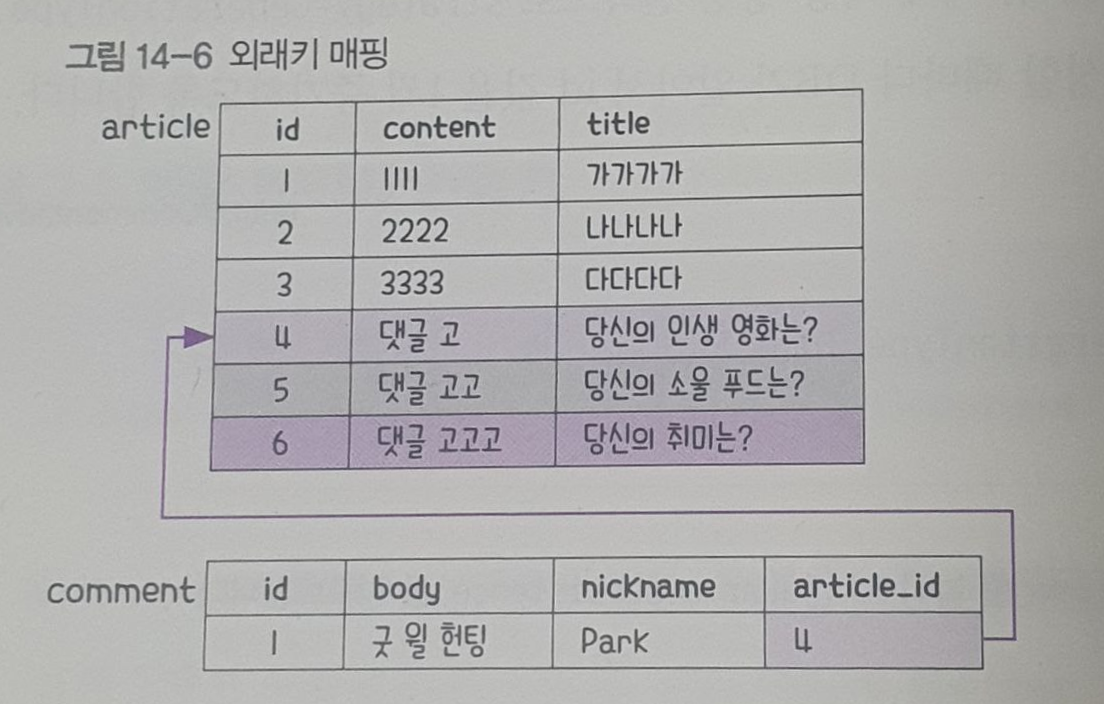 그림 14-6 외래키 매핑
article id content title
1 1111 가가가가
2 2222 나나나나
3 3333 다다다다
4 댓글 고 당신의 인생 영화는?
5 댓글 고고 당신의 소울 푸드는?
6 댓글 고고고 당신의 취미는?
comment id body nickname article_id
1 굿 윌 헌팅 Park 4